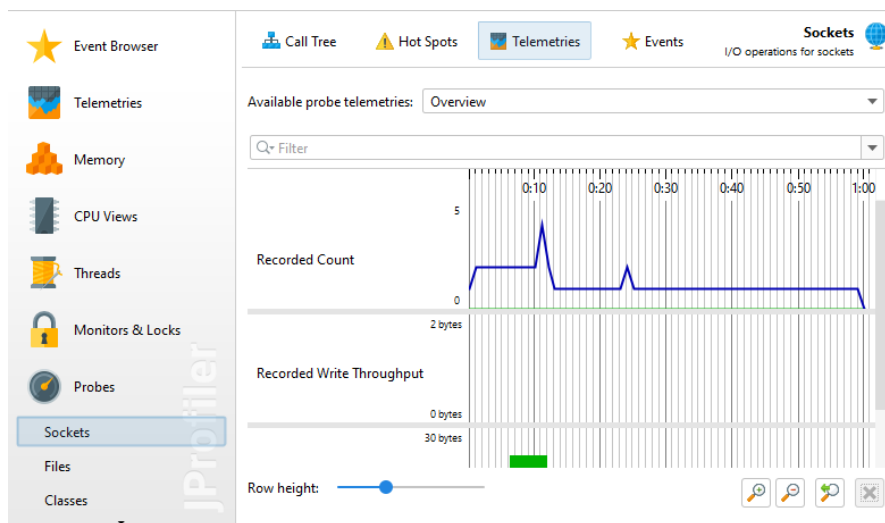 Event Browser
Telemetries
Memory
CPU Views
Threads
Monitors & Locks
Probes
Sockets
Files
Classes
JProfiler
Call Tree
Hot Spots
Telemetries
Events
Sockets
I/O operations for sockets
Available probe telemetries: Overview
Filter
0:10 0:20 0:30 0:40 0:50 1:00
5
Recorded Count
0
2 bytes
Recorded Write Throughput
0 bytes
30 bytes
Row height: